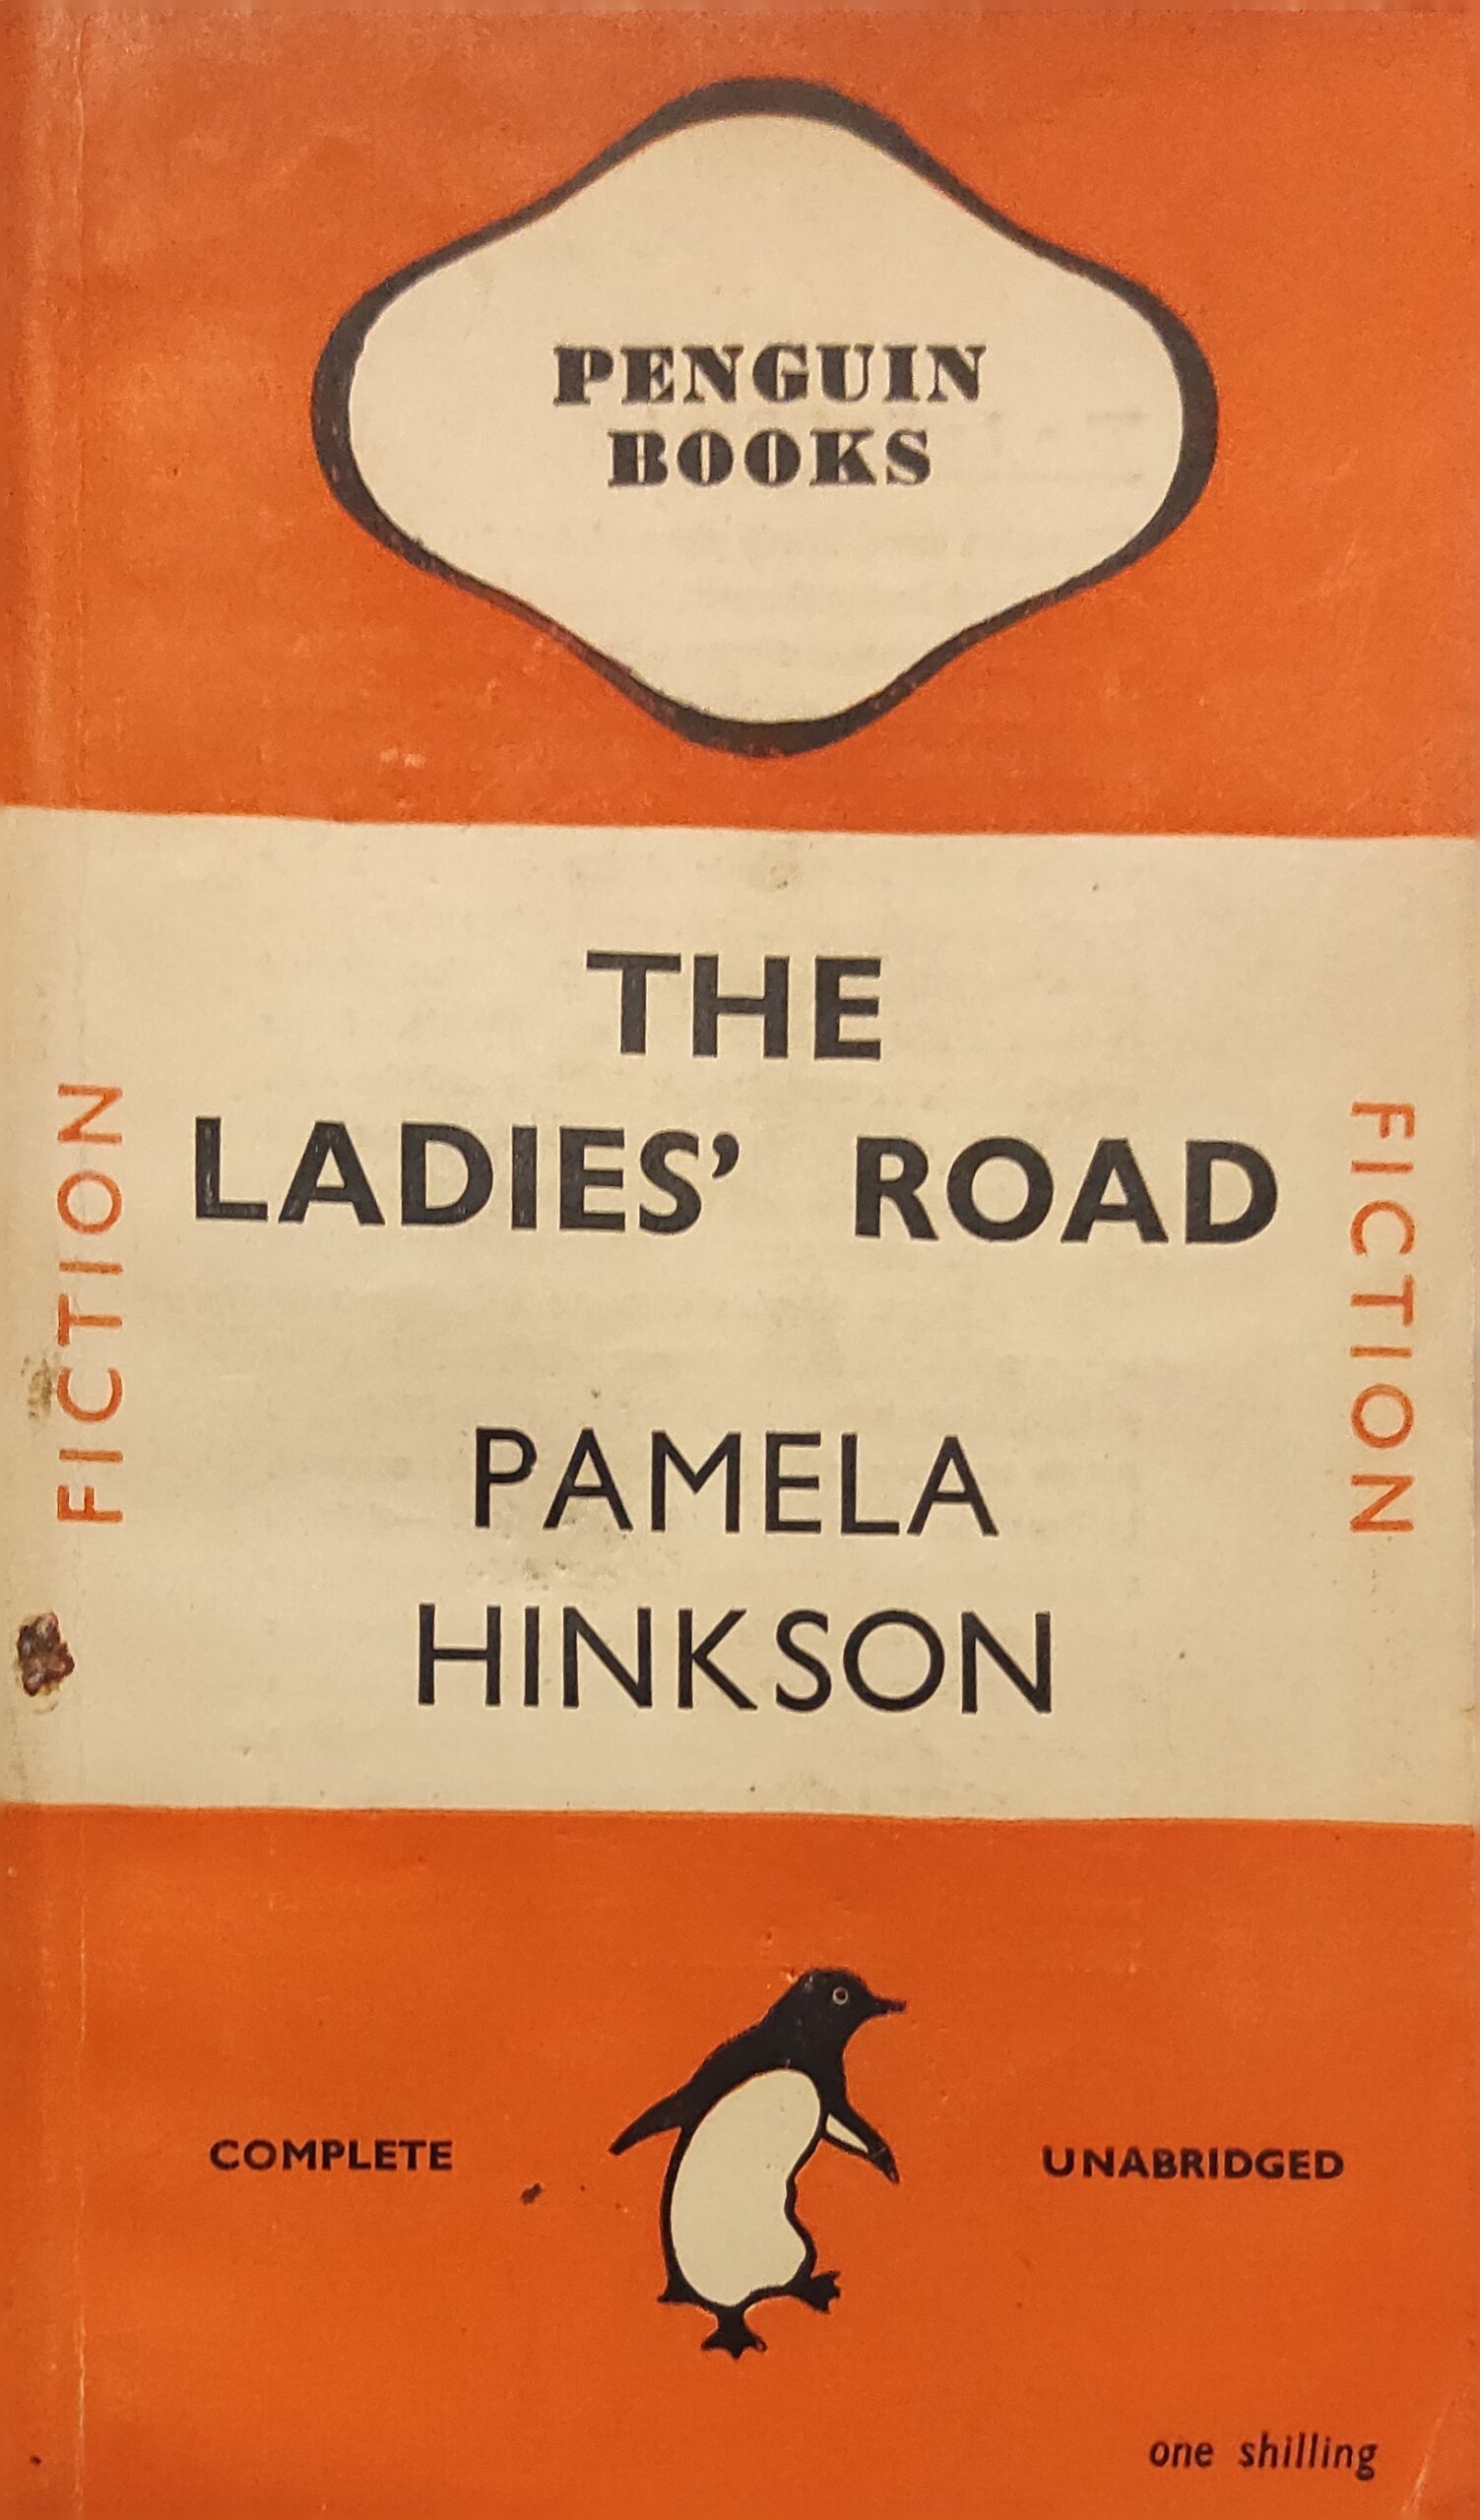 PENGUIN
BOOKS
THE
LADIES' ROAD
FICTION
FICTION
PAMELA
HINKSON
COMPLETE
UNABRIDGED
one shilling